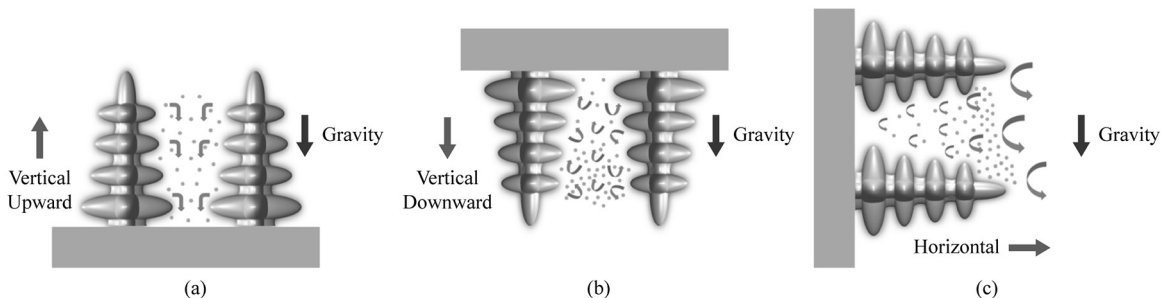 Vertical
Upward
Gravity
(a)
Vertical
Downward
Gravity
(b)
Gravity
Horizontal
(c)